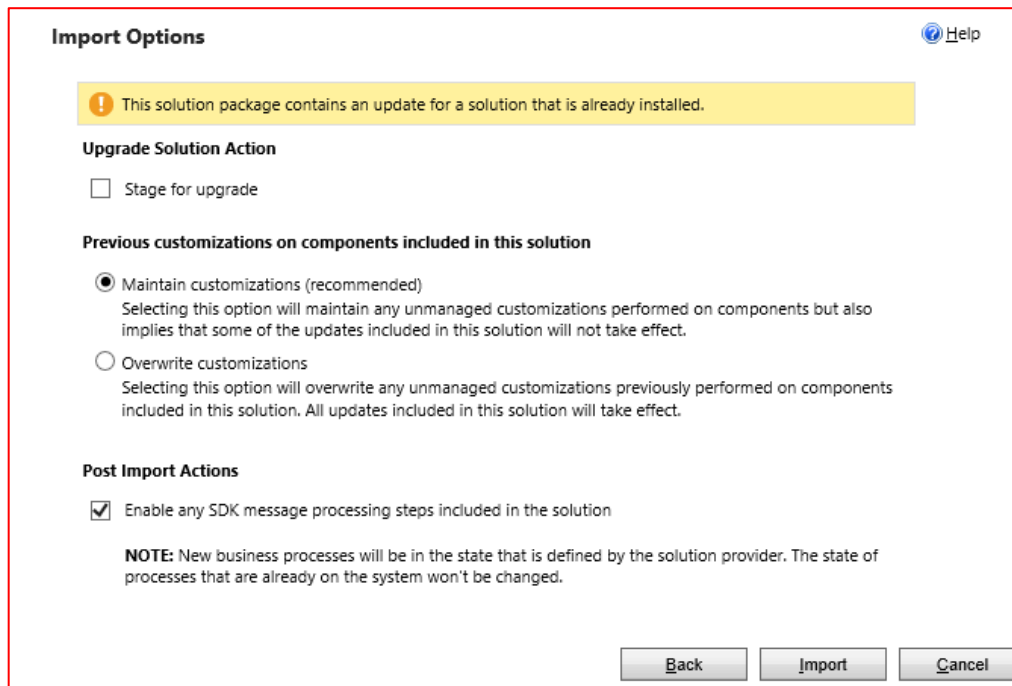 Import Options
Help
This solution package contains an update for a solution that is already installed.
Upgrade Solution Action
Stage for upgrade
Previous customizations on components included in this solution
Maintain customizations (recommended)
Selecting this option will maintain any unmanaged customizations performed on components but also
implies that some of the updates included in this solution will not take effect.
Overwrite customizations
Selecting this option will overwrite any unmanaged customizations previously performed on components
included in this solution. All updates included in this solution will take effect.
Post Import Actions
Enable any SDK message processing steps included in the solution
NOTE: New business processes will be in the state that is defined by the solution provider. The state of
processes that are already on the system won't be changed.
Back
Import
Cancel